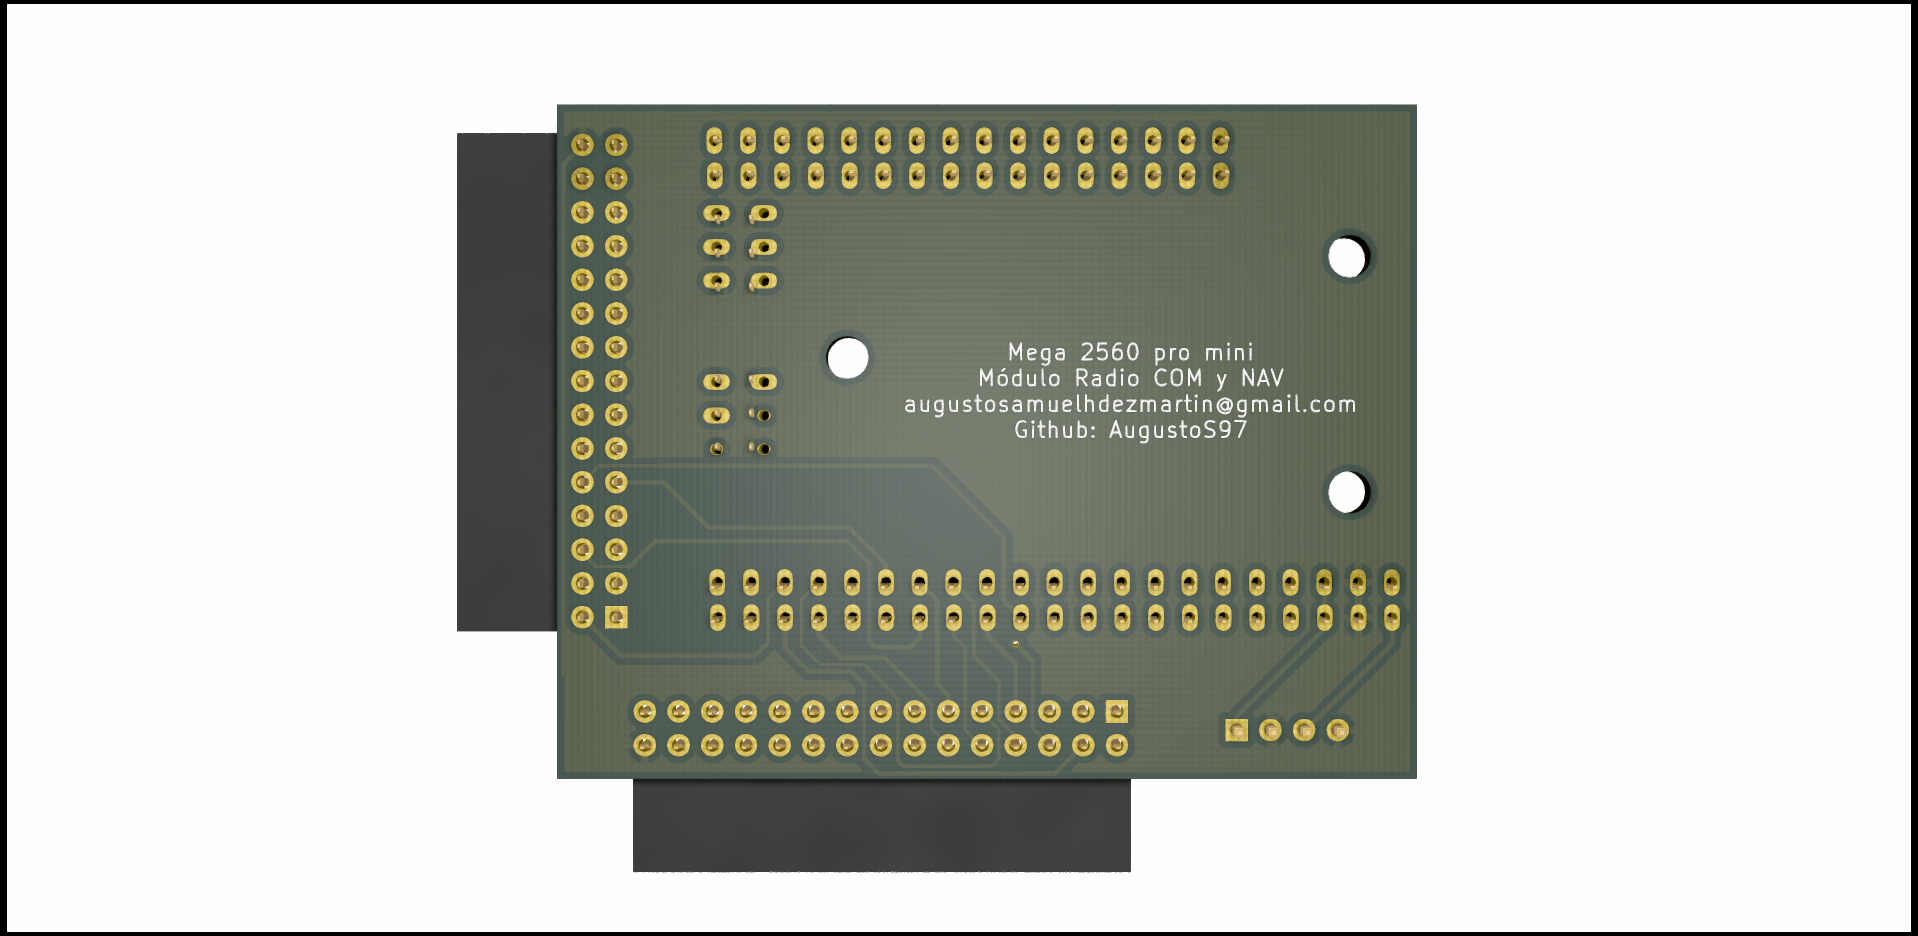 Mega 2560 pro mini
Módulo Radio COM y NAV
augustosamuelhdezmartin@gmail.com
Github: AugustoS97